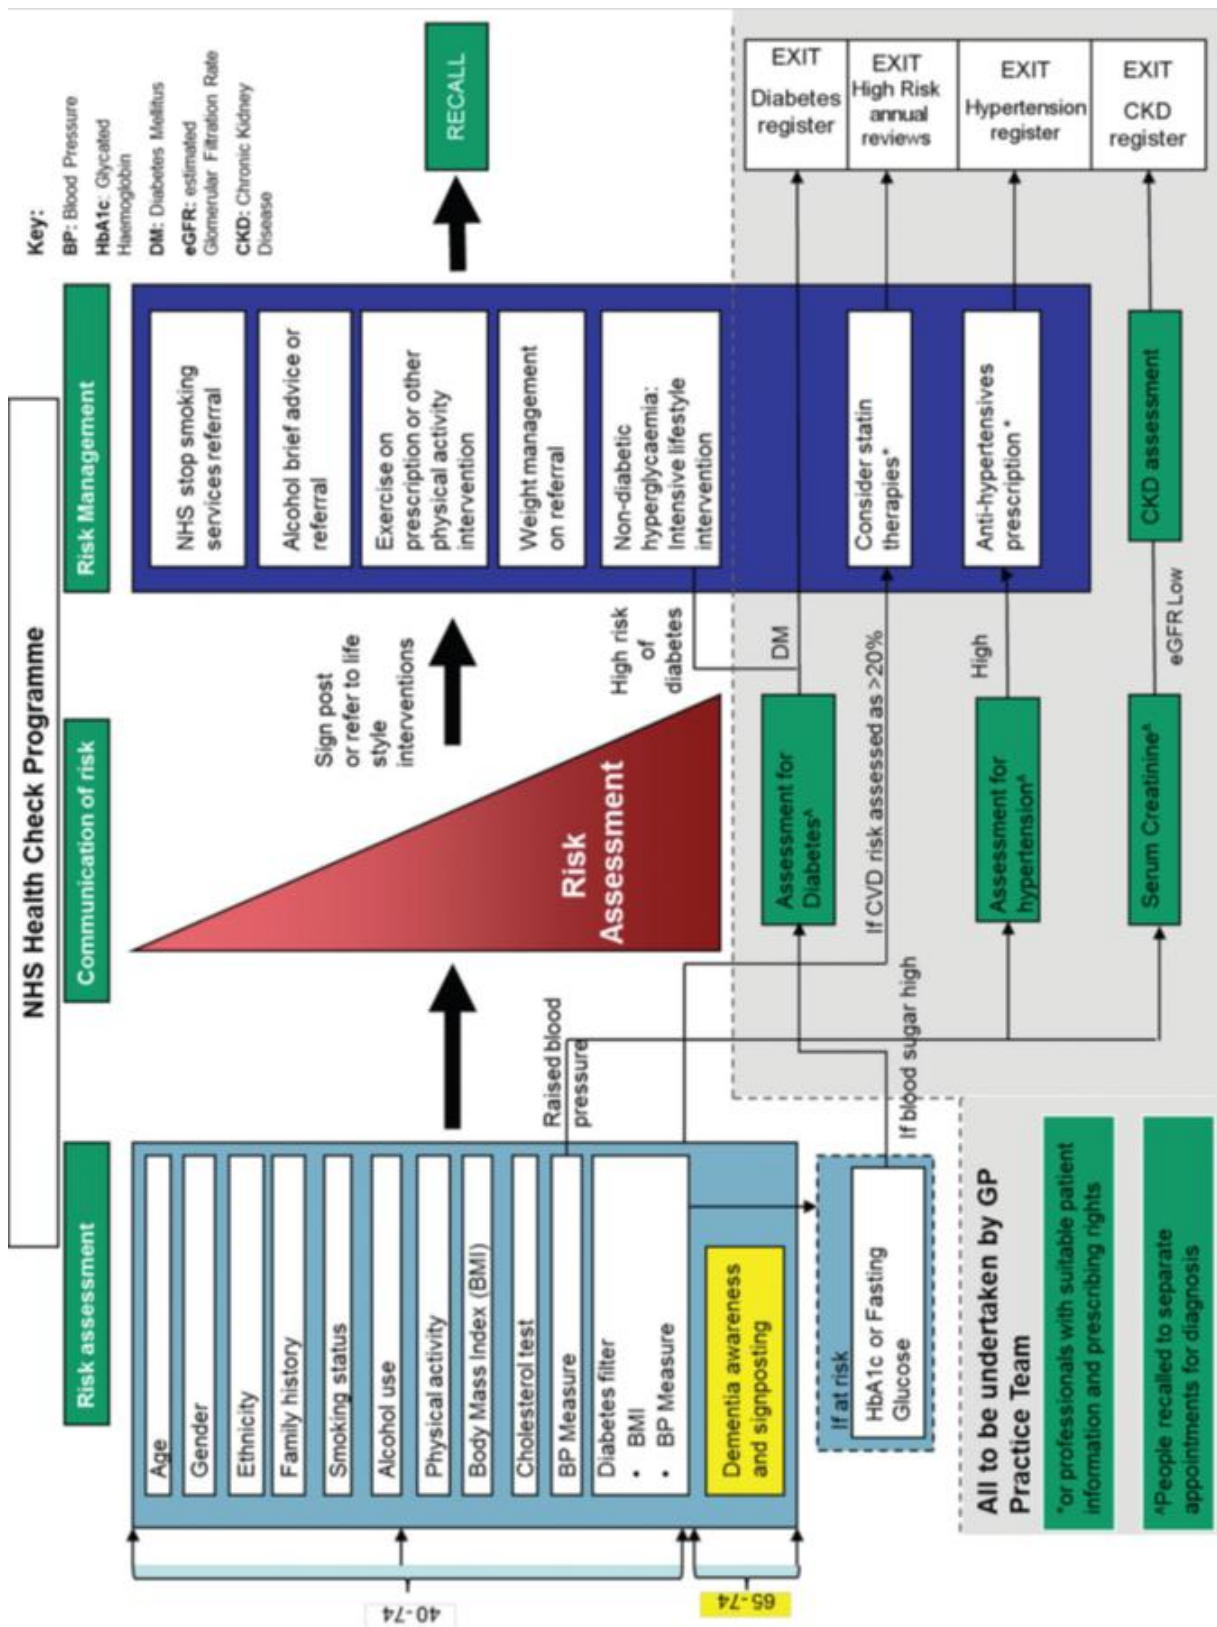 NHS Health Check Programme
Risk assessment
Communication of risk
Risk Management
Key:
BP: Blood Pressure
HbA1c: Glycated
Haemoglobin
DM: Diabetes Mellitus
eGFR: estimated
Glomerular Filtration Rate
CKD: Chronic Kidney
Disease
40-74
65-74
Age
Gender
Ethnicity
Family history
Smoking status
Alcohol use
Physical activity
Body Mass Index (BMI)
Cholesterol test
BP Measure
Diabetes filter
• BMI
• BP Measure
Dementia awareness
and signposting
If at risk
HbA1c or Fasting
Glucose
Raised blood
pressure
If blood sugar high
Risk
Assessment
Sign post
or refer to life
style
interventions
High risk
of
diabetes
Assessment for
Diabetes^
DM
If CVD risk assessed as >20%
Assessment for
hypertension^
High
Serum Creatinine^
eGFR Low
NHS stop smoking
services referral
Alcohol brief advice or
referral
Exercise on
prescription or other
physical activity
intervention
Weight management
on referral
Non-diabetic
hyperglycaemia:
Intensive lifestyle
intervention
Consider statin
therapies*
Anti-hypertensives
prescription*
CKD assessment
RECALL
EXIT
Diabetes
register
EXIT
High Risk
annual
reviews
EXIT
Hypertension
register
EXIT
CKD
register
All to be undertaken by GP
Practice Team
*or professionals with suitable patient
information and prescribing rights
^People recalled to separate
appointments for diagnosis